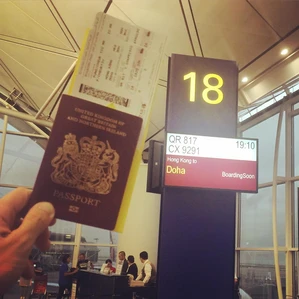 18
QR 817 19:10
CX 9291
Hong Kong to
Doha BoardingSoon
UNITED KINGDOM OF
GREAT BRITAIN
AND NORTHERN IRELAND
PASSPORT